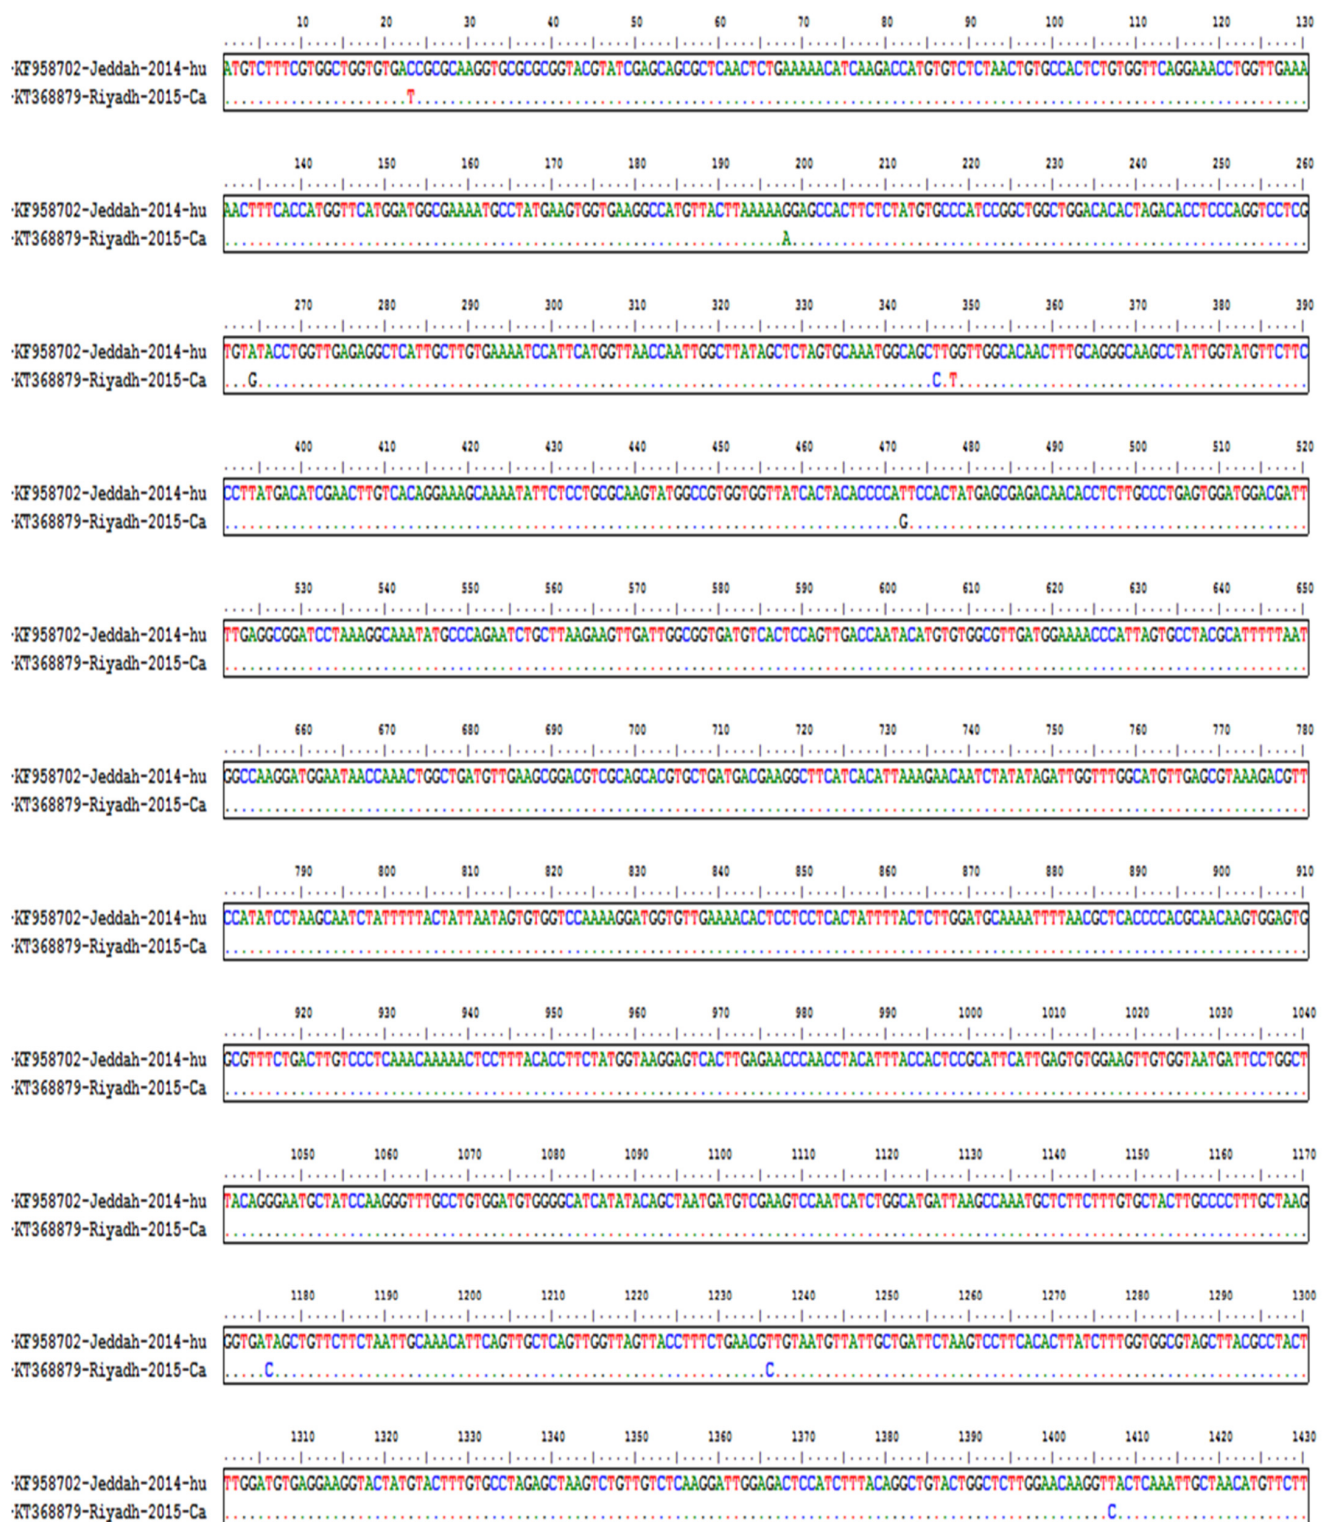 10 20 30 40 50 60 70 80 90 100 110 120 130
·KF958702-Jeddah-2014-hu ATGTCTTTCGTGGCTGGTGTGACCGCGCAAGGTGCGCGCGGTACGTATCGAGCAGCGCTCAACTCTGAAAAACATCAAGACCATGTGTCTCTAACTGTGCCACTCTGTGGTTCAGGAAACCTGGTTGAAA
·KT368879-Riyadh-2015-Ca T
140 150 160 170 180 190 200 210 220 230 240 250 260
·KF958702-Jeddah-2014-hu AACTTTCACCATGGTTCATGGATGGCGAAAATGCCTATGAAGTGGTGAAGGCCATGTTACTTAAAAAGGAGCCACTTCTCTATGTGCCCATCCGGCTGGCTGGACACACTAGACACCTCCCAGGTCCTCG
·KT368879-Riyadh-2015-Ca A
270 280 290 300 310 320 330 340 350 360 370 380 390
·KF958702-Jeddah-2014-hu TGTATACCTGGTTGAGAGGCTCATTGCTTGTGAAAATCCATTCATGGTTAACCAATTGGCTTATAGCTCTAGTGCAAATGGCAGCTTGGTTGGCACAACTTTGCAGGGCAAGCCTATTGGTATGTTCTTC
·KT368879-Riyadh-2015-Ca G C T
400 410 420 430 440 450 460 470 480 490 500 510 520
·KF958702-Jeddah-2014-hu CCTTATGACATCGAACTTGTCACAGGAAAGCAAAATATTCTCCTGCGCAAGTATGGCCGTGGTGGTTATCACTACACCCCATTCCACTATGAGCGAGACAACACCTCTTGCCCTGAGTGGATGGACGATT
·KT368879-Riyadh-2015-Ca G
530 540 550 560 570 580 590 600 610 620 630 640 650
·KF958702-Jeddah-2014-hu TTGAGGCGGATCCTAAAGGCAAATATGCCCAGAATCTGCTTAAGAAGTTGATTGGCGGTGATGTCACTCCAGTTGACCAATACATGTGTGGCGTTGATGGAAAACCCATTAGTGCCTACGCATTTTTAAT
·KT368879-Riyadh-2015-Ca
660 670 680 690 700 710 720 730 740 750 760 770 780
·KF958702-Jeddah-2014-hu GGCCAAGGATGGAATAACCAAACTGGCTGATGTTGAAGCGGACGTCGCAGCACGTGCTGATGACGAAGGCTTCATCACATTAAAGAACAATCTATATAGATTGGTTTGGCATGTTGAGCGTAAAGACGTT
·KT368879-Riyadh-2015-Ca
790 800 810 820 830 840 850 860 870 880 890 900 910
·KF958702-Jeddah-2014-hu CCATATCCTAAGCAATCTATTTTTACTATTAATAGTGTGGTCCAAAAGGATGGTGTTGAAAACACTCCTCCTCACTATTTTACTCTTGGATGCAAAATTTTAACGCTCACCCCACGCAACAAGTGGAGTG
·KT368879-Riyadh-2015-Ca
920 930 940 950 960 970 980 990 1000 1010 1020 1030 1040
·KF958702-Jeddah-2014-hu GCGTTTCTGACTTGTCCCTCAAACAAAAACTCCTTTACACCTTCTATGGTAAGGAGTCACTTGAGAACCCAACCTACATTTACCACTCCGCATTCATTGAGTGTGGAAGTTGTGGTAATGATTCCTGGCT
·KT368879-Riyadh-2015-Ca
1050 1060 1070 1080 1090 1100 1110 1120 1130 1140 1150 1160 1170
·KF958702-Jeddah-2014-hu TACAGGGAATGCTATCCAAGGGTTTGCCTGTGGATGTGGGGCATCATATACAGCTAATGATGTCGAAGTCCAATCATCTGGCATGATTAAGCCAAATGCTCTTCTTTGTGCTACTTGCCCCTTTGCTAAG
·KT368879-Riyadh-2015-Ca
1180 1190 1200 1210 1220 1230 1240 1250 1260 1270 1280 1290 1300
·KF958702-Jeddah-2014-hu GGTGATAGCTGTTCTTCTAATTGCAAACATTCAGTTGCTCAGTTGGTTAGTTACCTTTCTGAACGTTGTAATGTTATTGCTGATTCTAAGTCCTTCACACTTATCTTTGGTGGCGTAGCTTACGCCTACT
·KT368879-Riyadh-2015-Ca C C
1310 1320 1330 1340 1350 1360 1370 1380 1390 1400 1410 1420 1430
·KF958702-Jeddah-2014-hu TTGGATGTGAGGAAGGTACTATGTACTTTGTGCCTAGAGCTAAGTCTGTTGTCTCAAGGATTGGAGACTCCATCTTTACAGGCTGTACTGGCTCTTGGAACAAGGTTACTCAAATTGCTAACATGTTCTT
·KT368879-Riyadh-2015-Ca C